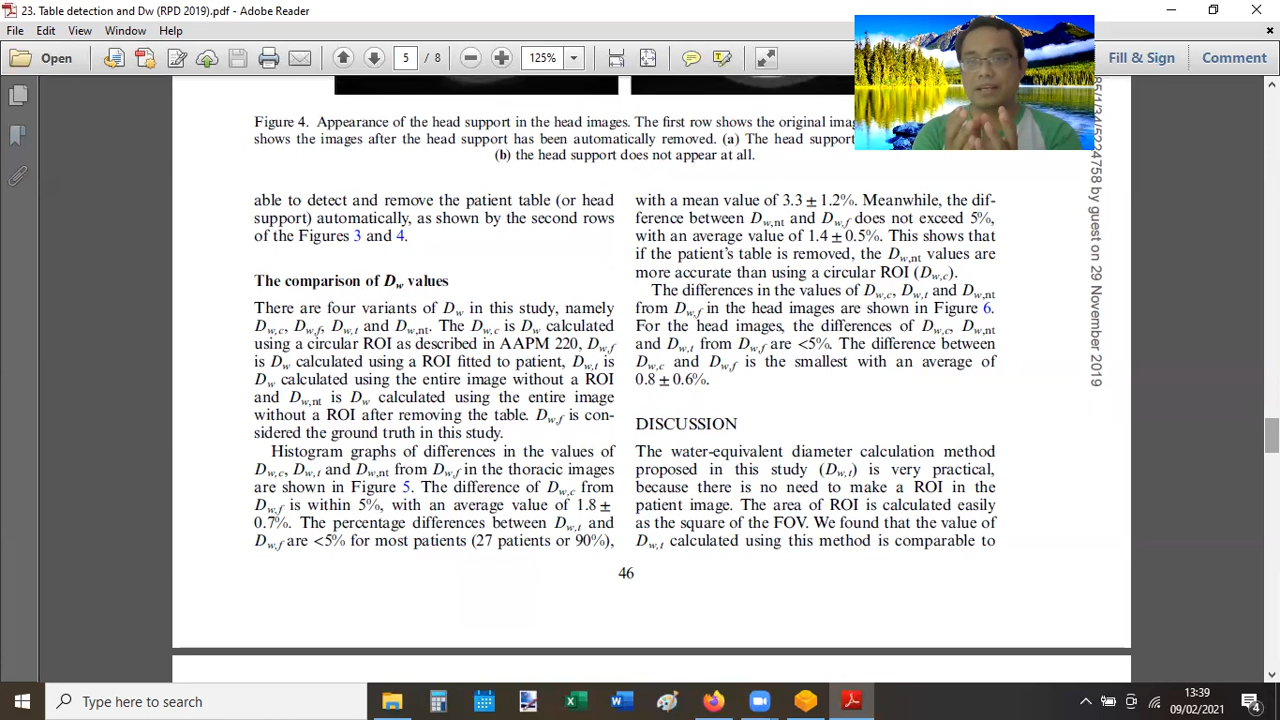 23. Table detection and Dw (RPD 2019).pdf - Adobe Reader
File Edit View Window Help
Open
5 / 8
125%
Fill & Sign
Comment
Figure 4. Appearance of the head support in the head images. The first row shows the original
shows the images after the head support has been automatically removed. (a) The head support
(b) the head support does not appear at all.
able to detect and remove the patient table (or head
support) automatically, as shown by the second rows
of the Figures 3 and 4.
The comparison of Dw values
There are four variants of Dw in this study, namely
Dw,c, Dw,f, Dw,t and Dw,nt. The Dw,c is Dw calculated
using a circular ROI as described in AAPM 220, Dw,f
is Dw calculated using a ROI fitted to patient, Dw,t is
Dw calculated using the entire image without a ROI
and Dw,nt is Dw calculated using the entire image
without a ROI after removing the table. Dw,f is con-
sidered the ground truth in this study.
Histogram graphs of differences in the values of
Dw,c, Dw,t and Dw,nt from Dw,f in the thoracic images
are shown in Figure 5. The difference of Dw,c from
Dw,f is within 5%, with an average value of 1.8 ±
0.7%. The percentage differences between Dw,t and
Dw,f are <5% for most patients (27 patients or 90%),
with a mean value of 3.3 ± 1.2%. Meanwhile, the dif-
ference between Dw,nt and Dw,f does not exceed 5%,
with an average value of 1.4 ± 0.5%. This shows that
if the patient's table is removed, the Dw,nt values are
more accurate than using a circular ROI (Dw,c).
The differences in the values of Dw,c, Dw,t and Dw,nt
from Dw,f in the head images are shown in Figure 6.
For the head images, the differences of Dw,c, Dw,nt
and Dw,t from Dw,f are <5%. The difference between
Dw,c and Dw,f is the smallest with an average of
0.8 ± 0.6%.
DISCUSSION
The water-equivalent diameter calculation method
proposed in this study (Dw,t) is very practical,
because there is no need to make a ROI in the
patient image. The area of ROI is calculated easily
as the square of the FOV. We found that the value of
Dw,t calculated using this method is comparable to
46
85/1/34/5224758 by guest on 29 November 2019
Type here to search
13:39
09/02/2021
4